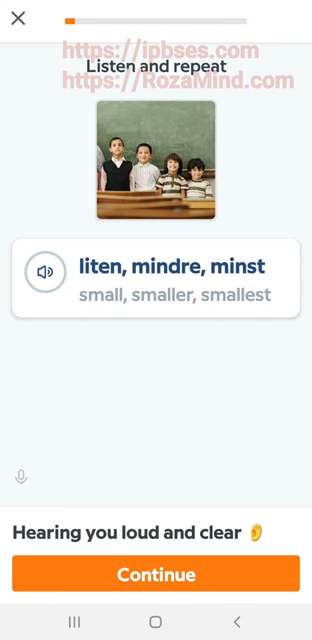 https://ipbses.com
Listen and repeat
https://RozaMind.com
liten, mindre, minst
small, smaller, smallest
Hearing you loud and clear 👂
Continue